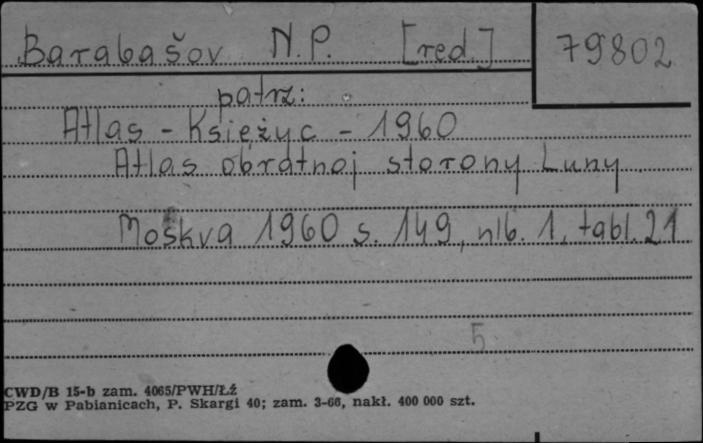 Barabašov N.P. [red.] 79802
patrz:
Atlas - Księżyc - 1960
Atlas obratnoj storony Luny
Moskva 1960 s. 149, nlb. 1, tabl. 21
5
CWD/B 15-b zam. 4065/PWH/Łź
PZG w Pabianicach, P. Skargi 40; zam. 3-66, nakł. 400 000 szt.